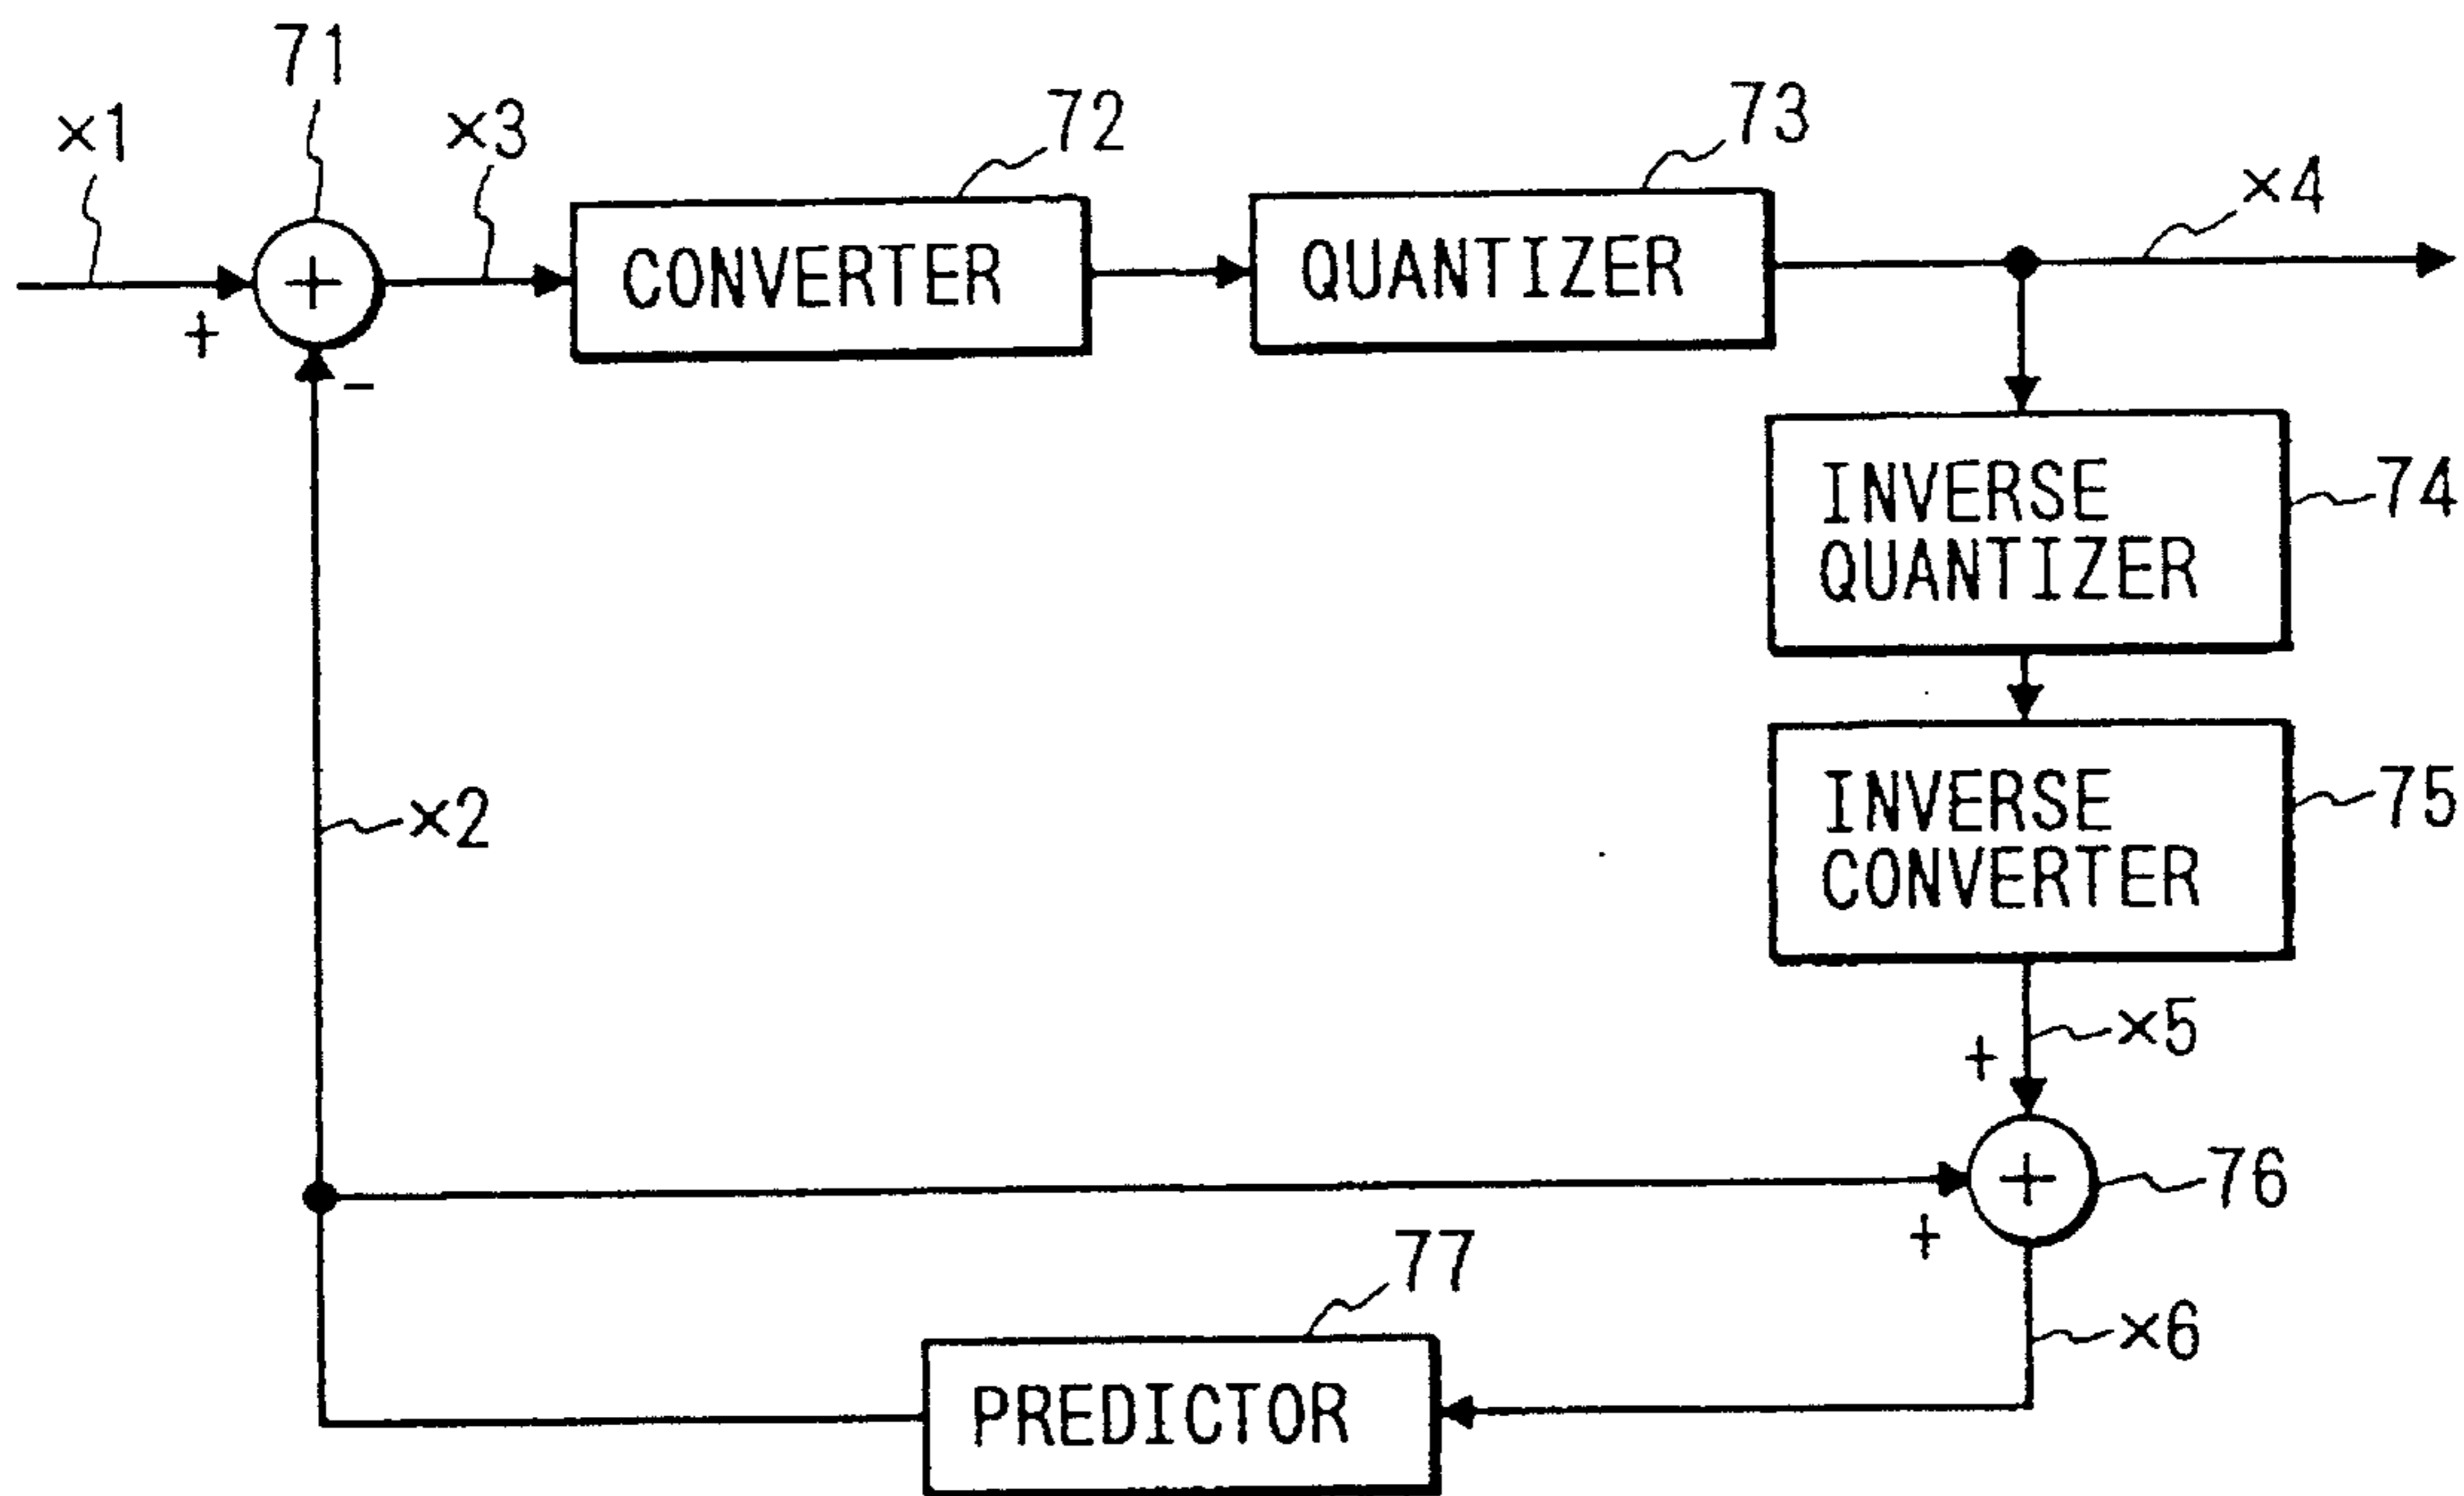 71
×1
×3
72
73
×4
+
CONVERTER
QUANTIZER
+
-
INVERSE
QUANTIZER
74
INVERSE
CONVERTER
75
×2
×5
+
+
76
+
77
×6
PREDICTOR